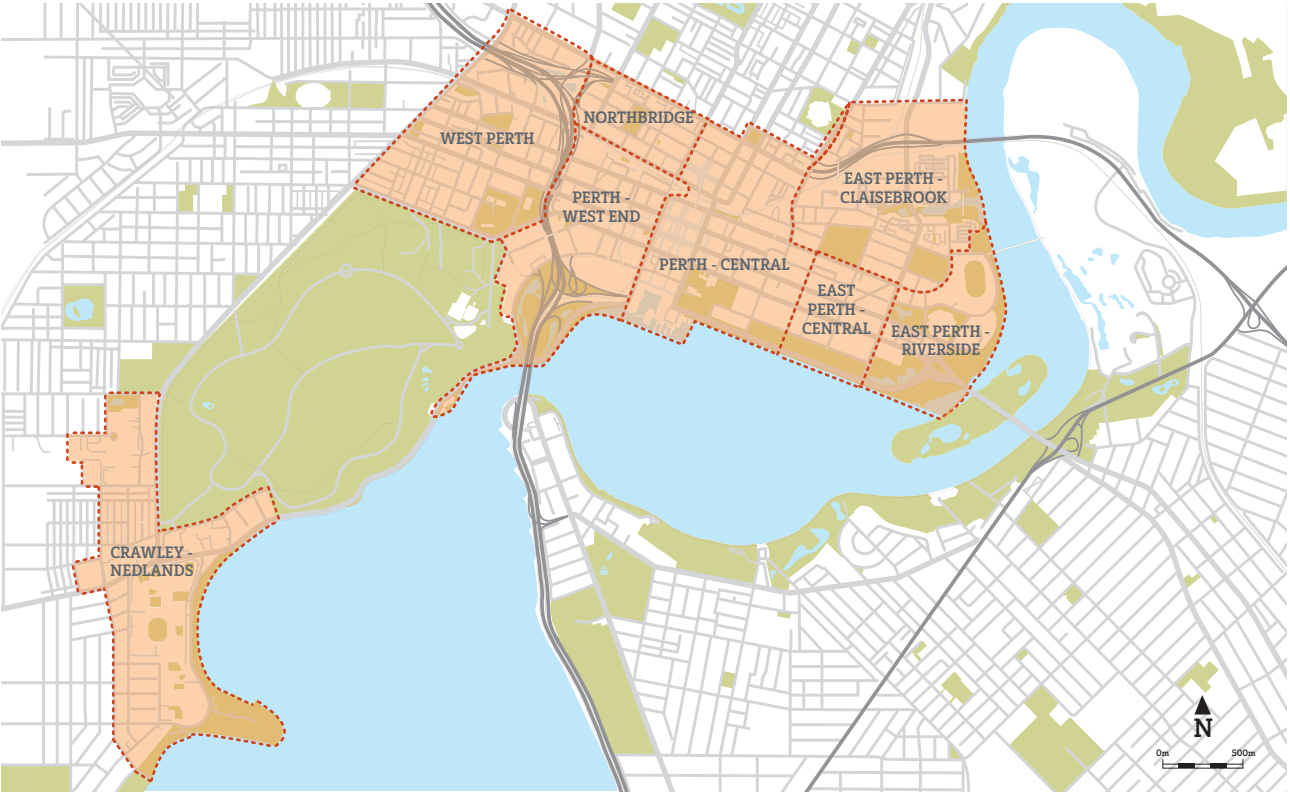 NORTHBRIDGE
WEST PERTH
EAST PERTH -
CLAISEBROOK
PERTH -
WEST END
PERTH - CENTRAL
EAST
PERTH -
CENTRAL
EAST PERTH -
RIVERSIDE
CRAWLEY -
NEDLANDS
N
0m 500m